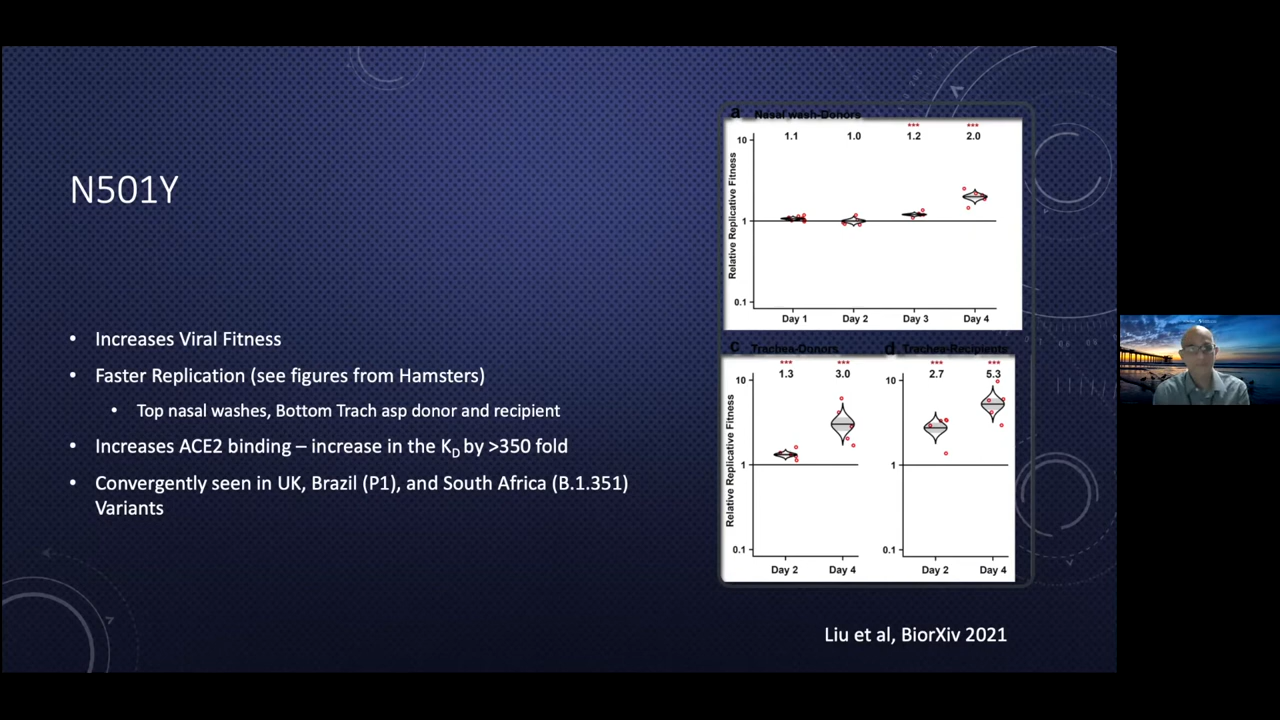 N501Y
• Increases Viral Fitness
• Faster Replication (see figures from Hamsters)
• Top nasal washes, Bottom Trach asp donor and recipient
• Increases ACE2 binding – increase in the KD by >350 fold
• Convergently seen in UK, Brazil (P1), and South Africa (B.1.351)
Variants
a Nasal wash-Donors
*** ***
1.1 1.0 1.2 2.0
Relative Replicative Fitness
10
1
0.1
Day 1 Day 2 Day 3 Day 4
c Trachea-Donors
*** ***
1.3 3.0
Relative Replicative Fitness
10
1
0.1
Day 2 Day 4
d Trachea-Recipients
*** ***
2.7 5.3
10
1
0.1
Day 2 Day 4
Liu et al, BiorXiv 2021